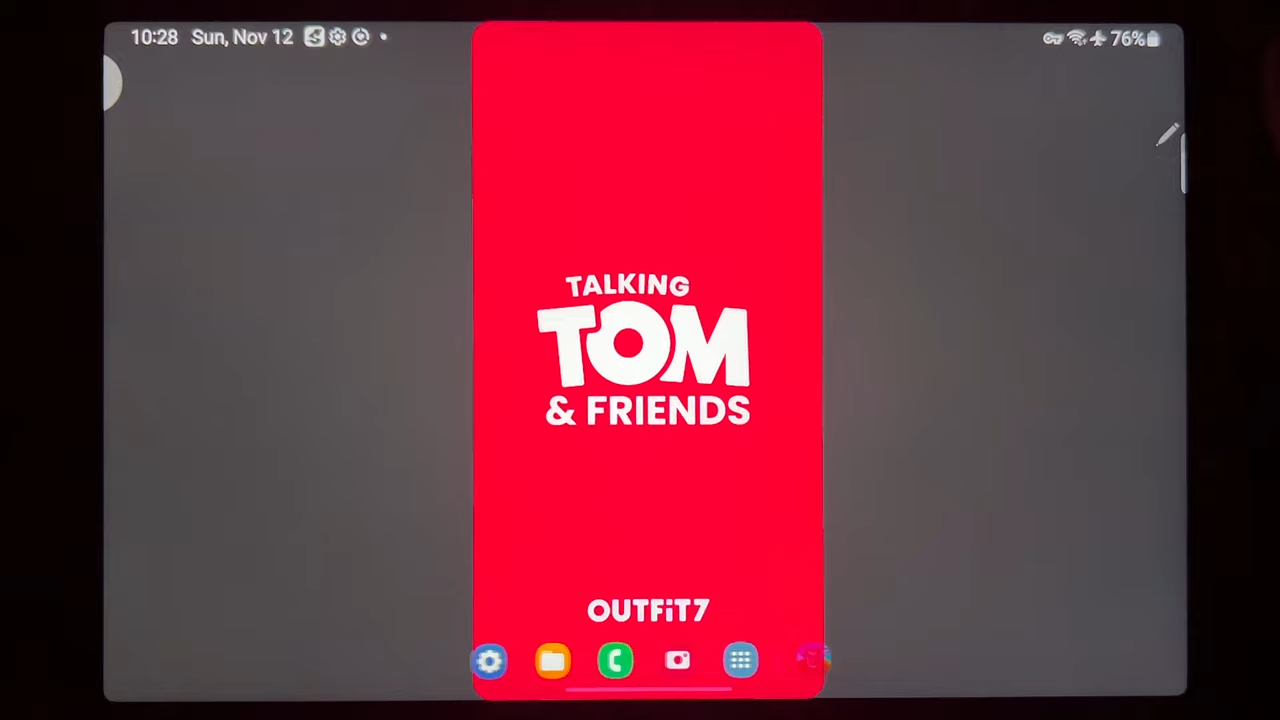 10:28 Sun, Nov 12
76%
TALKING
TOM
& FRIENDS
OUTFiT7